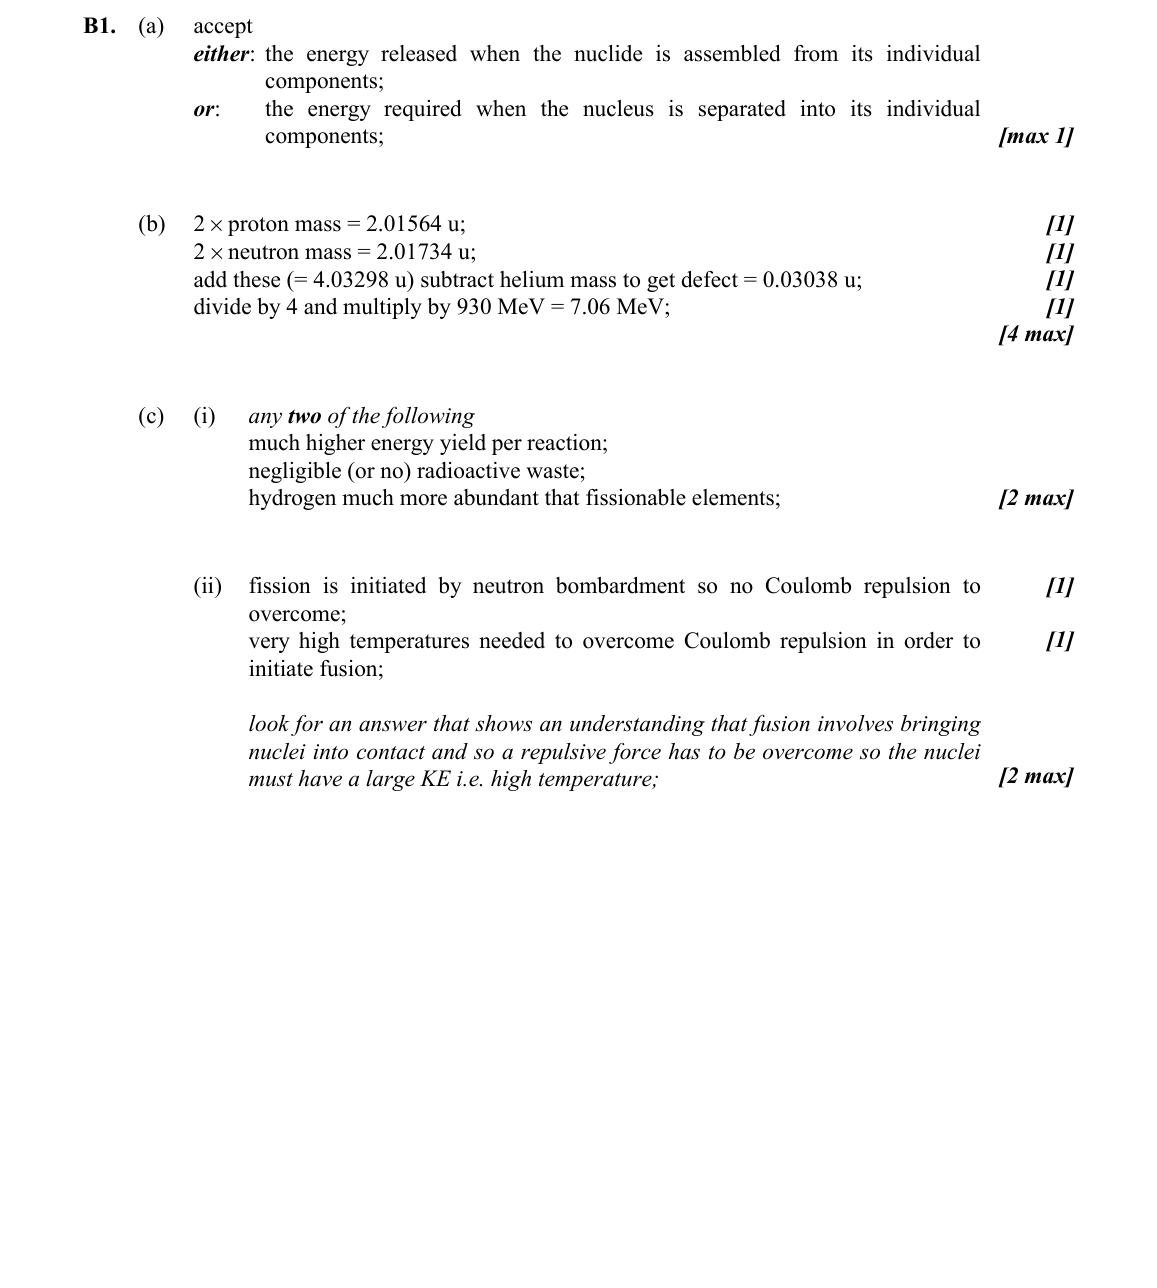 B1. (a) accept
either: the energy released when the nuclide is assembled from its individual
components;
or: the energy required when the nucleus is separated into its individual
components; [max 1]
(b) 2 × proton mass = 2.01564 u; [1]
2 × neutron mass = 2.01734 u; [1]
add these (= 4.03298 u) subtract helium mass to get defect = 0.03038 u; [1]
divide by 4 and multiply by 930 MeV = 7.06 MeV; [1]
[4 max]
(c) (i) any two of the following
much higher energy yield per reaction;
negligible (or no) radioactive waste;
hydrogen much more abundant that fissionable elements; [2 max]
(ii) fission is initiated by neutron bombardment so no Coulomb repulsion to [1]
overcome;
very high temperatures needed to overcome Coulomb repulsion in order to [1]
initiate fusion;
look for an answer that shows an understanding that fusion involves bringing
nuclei into contact and so a repulsive force has to be overcome so the nuclei
must have a large KE i.e. high temperature; [2 max]